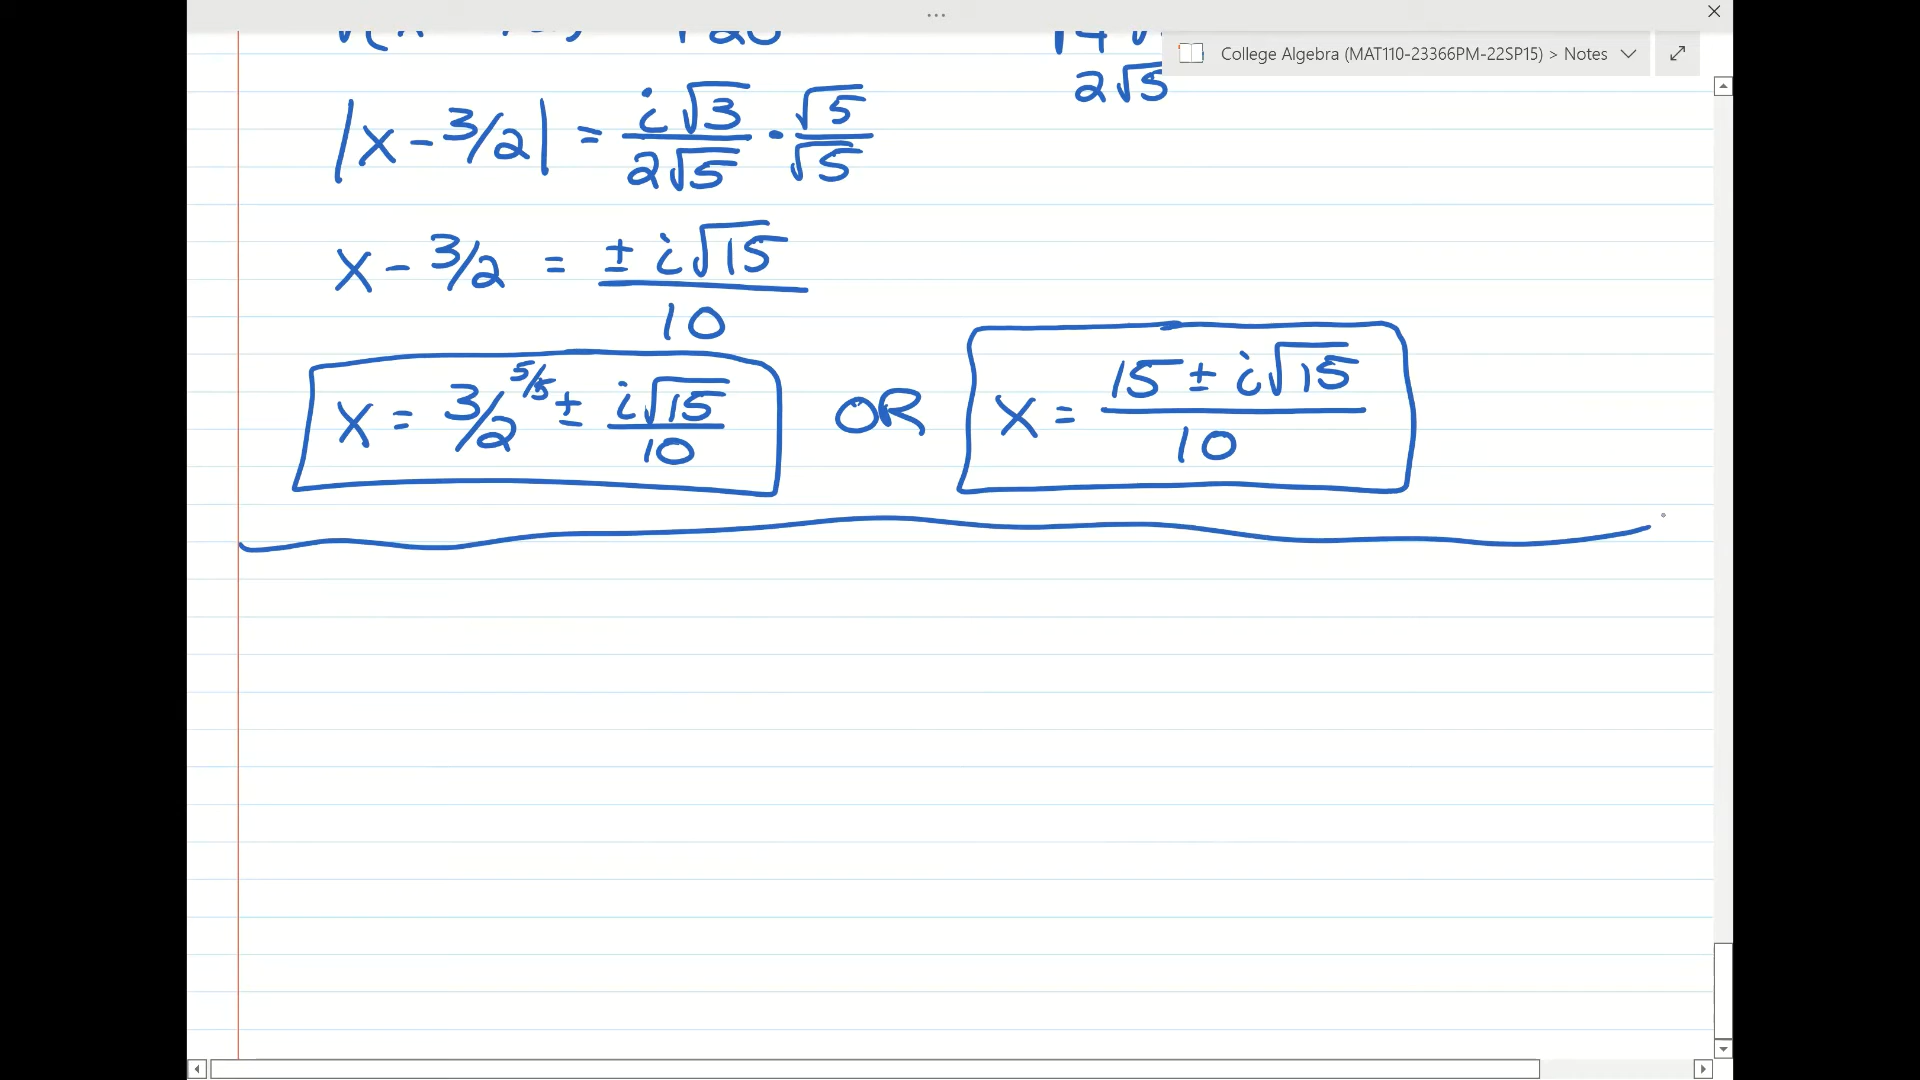 College Algebra (MAT110-23366PM-22SP15) > Notes
2√5
|x - 3/2| = i√3 / 2√5 · √5 / √5
x - 3/2 = ± i√15 / 10
x = 3/2 5/5 ± i√15 / 10 OR x = 15 ± i√15 / 10